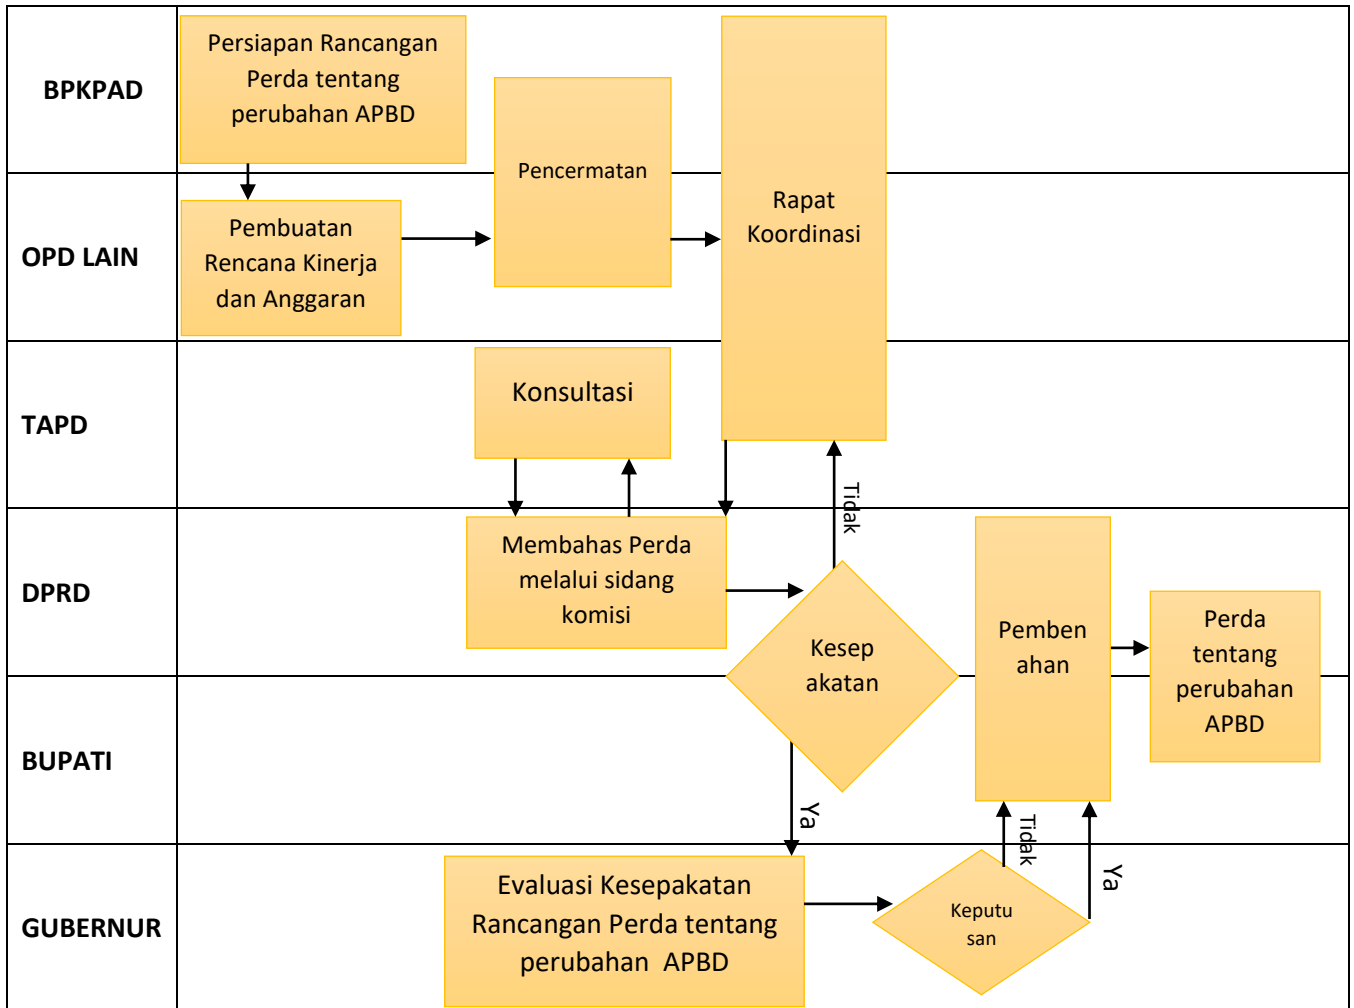 BPKPAD
Persiapan Rancangan
Perda tentang
perubahan APBD
Pencermatan
Rapat
Koordinasi
OPD LAIN
Pembuatan
Rencana Kinerja
dan Anggaran
TAPD
Konsultasi
Tidak
DPRD
Membahas Perda
melalui sidang
komisi
Kesep
akatan
Pemben
ahan
Perda
tentang
perubahan
APBD
BUPATI
Ya
Tidak
Ya
GUBERNUR
Evaluasi Kesepakatan
Rancangan Perda tentang
perubahan  APBD
Keputu
san